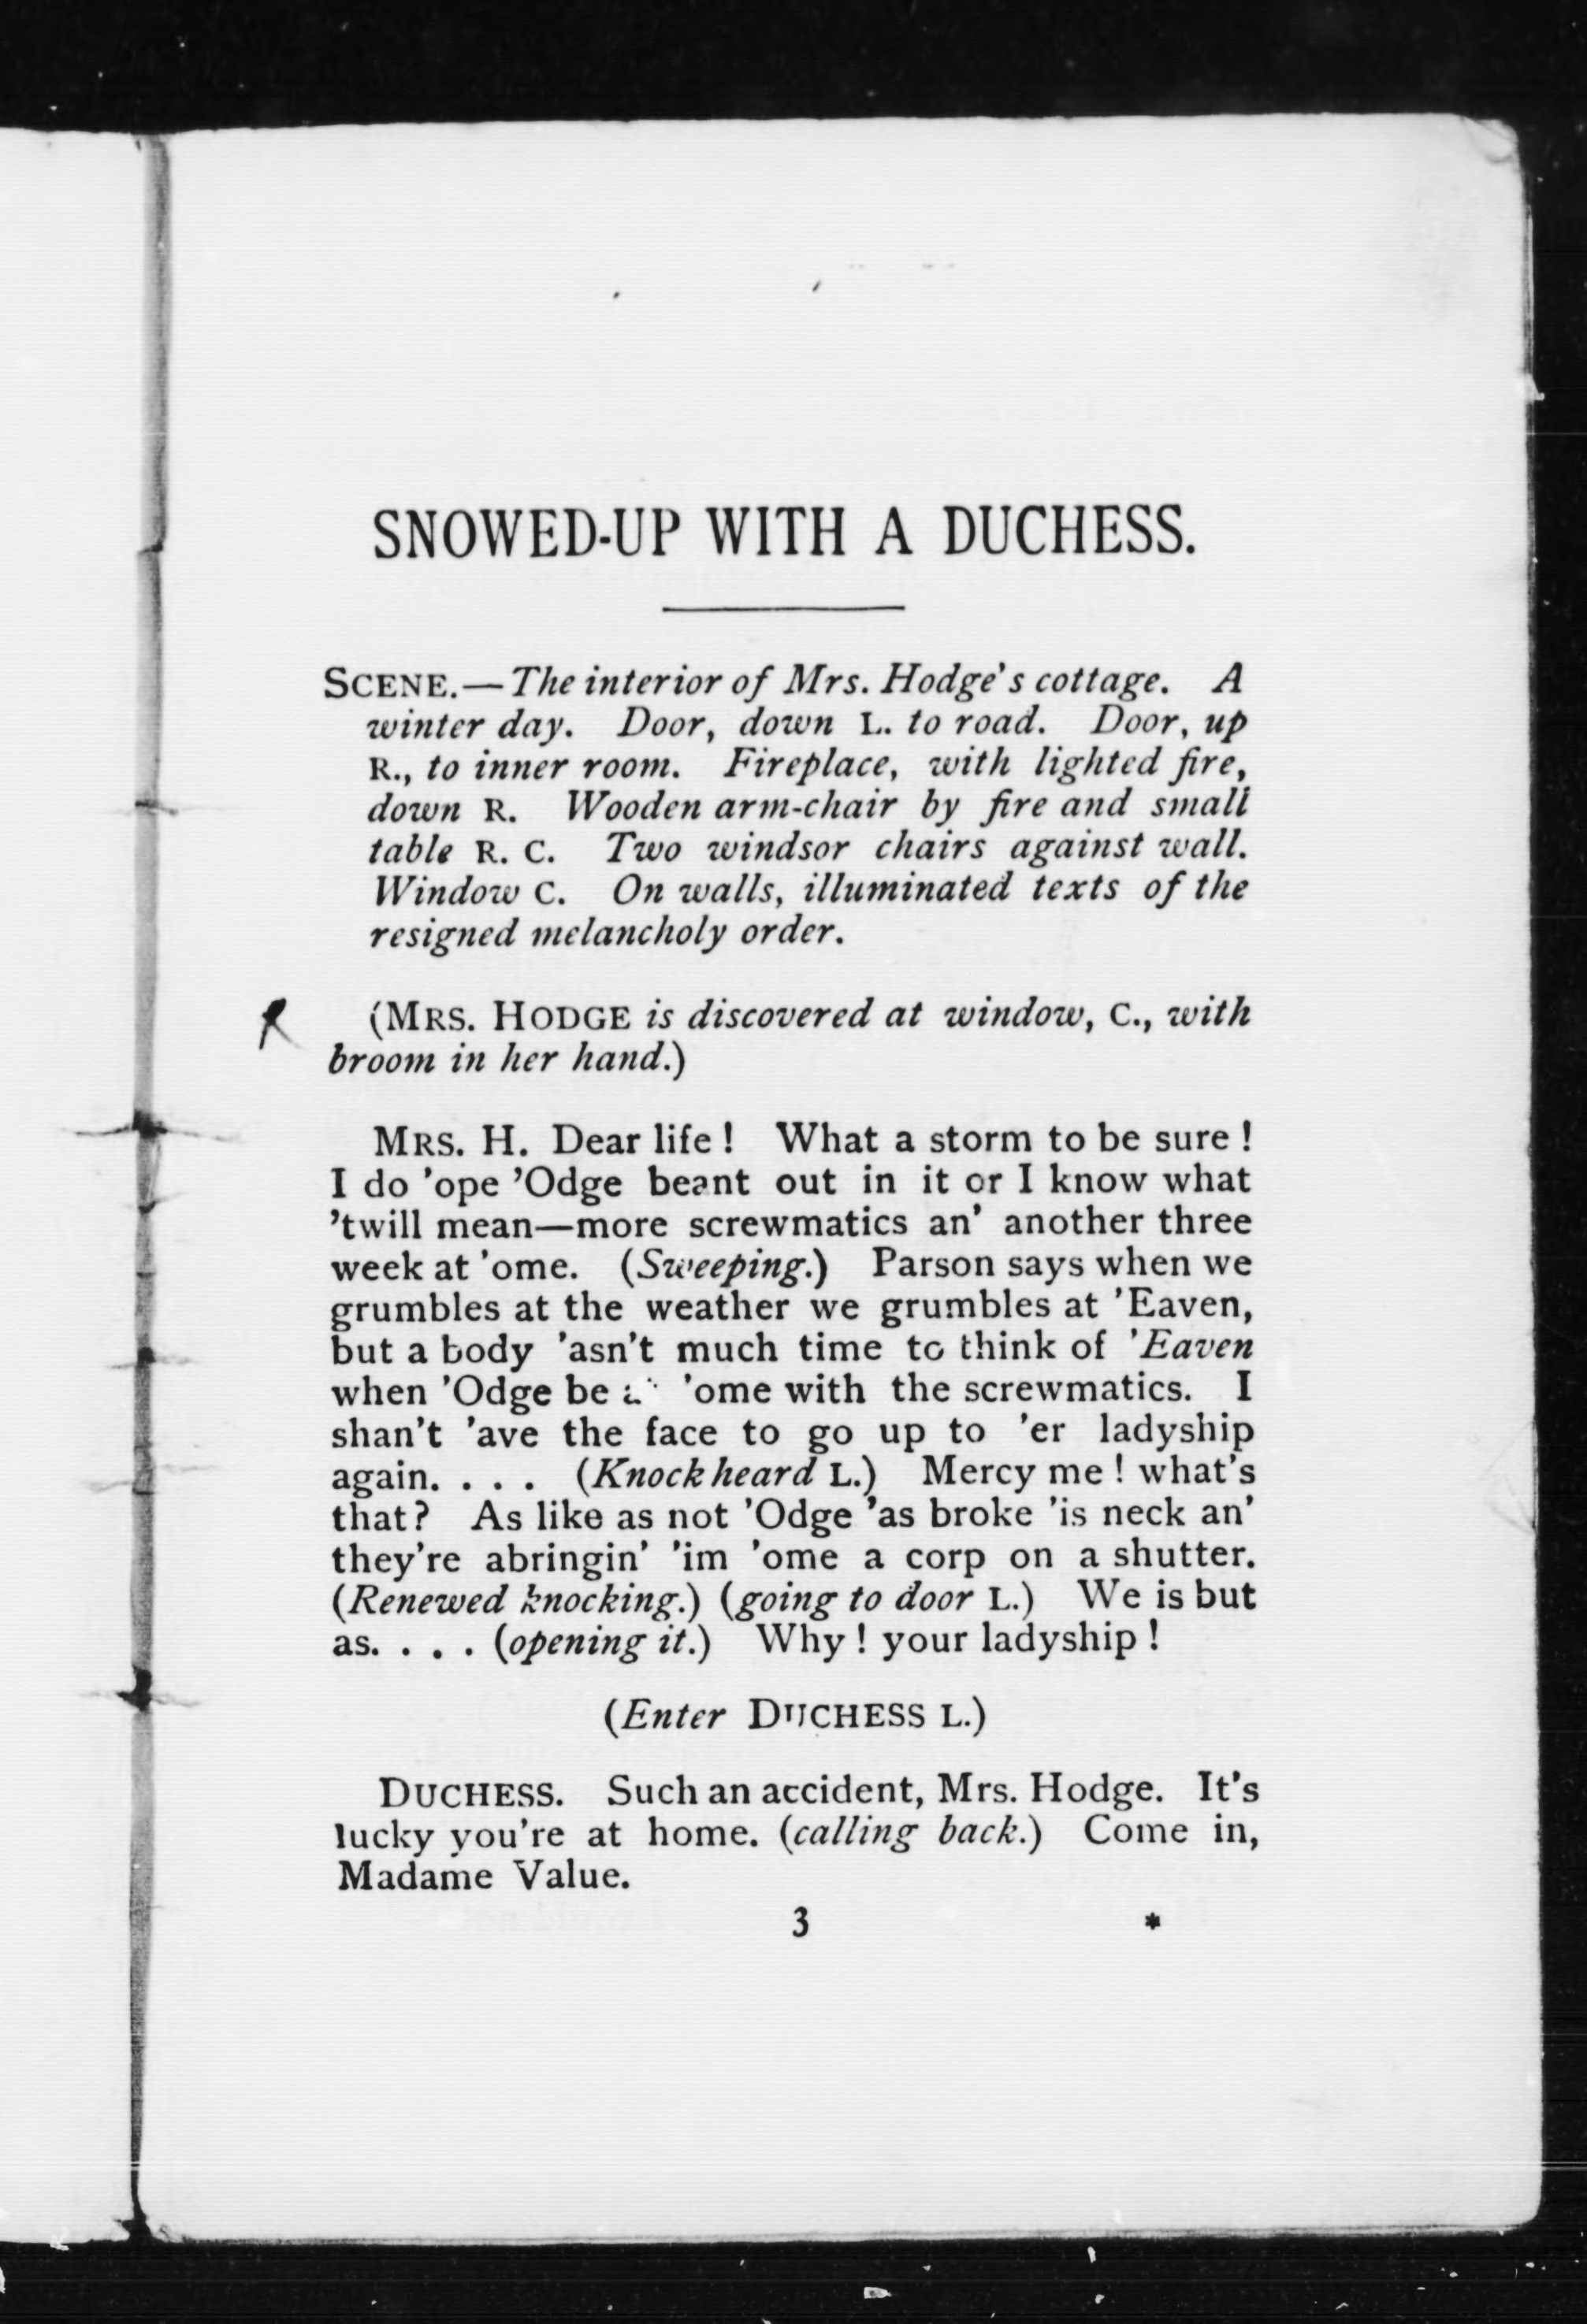 SNOWED-UP WITH A DUCHESS.
SCENE.—The interior of Mrs. Hodge's cottage. A
winter day. Door, down L. to road. Door, up
R., to inner room. Fireplace, with lighted fire,
down R. Wooden arm-chair by fire and small
table R. C. Two windsor chairs against wall.
Window C. On walls, illuminated texts of the
resigned melancholy order.
R
(MRS. HODGE is discovered at window, C., with
broom in her hand.)
MRS. H. Dear life! What a storm to be sure!
I do 'ope 'Odge beant out in it or I know what
'twill mean—more screwmatics an' another three
week at 'ome. (Sweeping.) Parson says when we
grumbles at the weather we grumbles at 'Eaven,
but a body 'asn't much time to think of 'Eaven
when 'Odge be 'ome with the screwmatics. I
shan't 'ave the face to go up to 'er ladyship
again. . . . (Knock heard L.) Mercy me! what's
that? As like as not 'Odge 'as broke 'is neck an'
they're abringin' 'im 'ome a corp on a shutter.
(Renewed knocking.) (going to door L.) We is but
as. . . . (opening it.) Why! your ladyship!
(Enter DUCHESS L.)
DUCHESS. Such an accident, Mrs. Hodge. It's
lucky you're at home. (calling back.) Come in,
Madame Value.
3 *